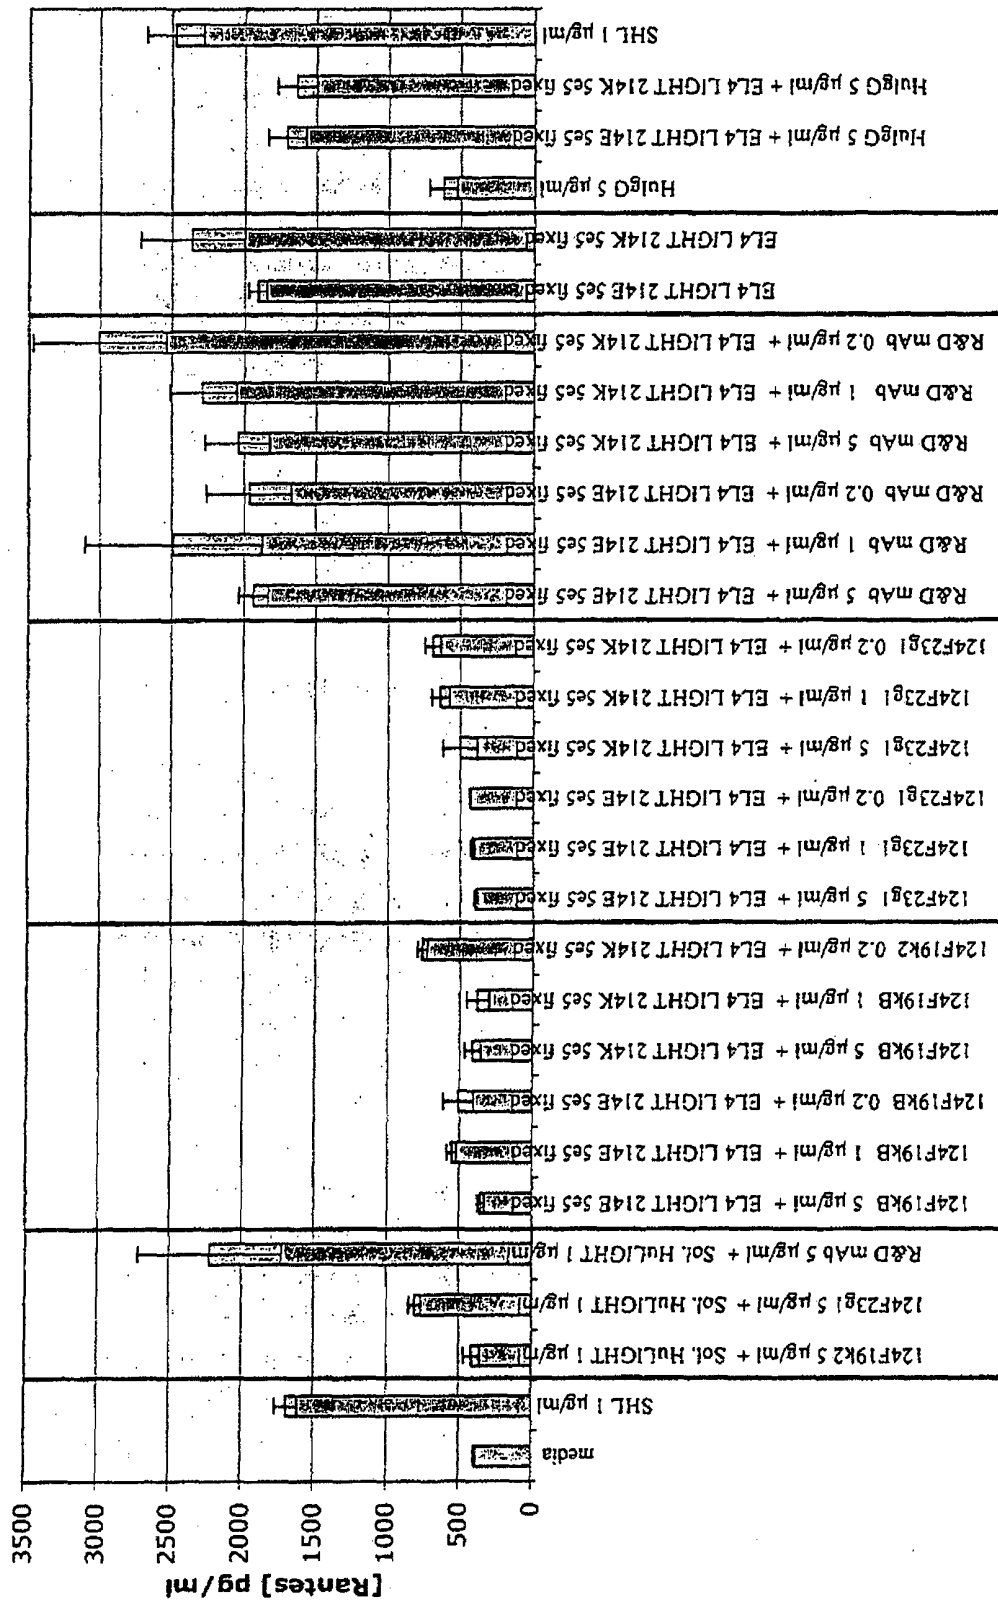 [Rantes] pg/ml
3500
3000
2500
2000
1500
1000
500
0
media
SHL 1 µg/ml
124F19k2 5 µg/ml + Sol. HuLIGHT 1 µg/ml
124F23g1 5 µg/ml + Sol. HuLIGHT 1 µg/ml
R&D mAb 5 µg/ml + Sol. HuLIGHT 1 µg/ml
124F19kB 5 µg/ml + EL4 LIGHT 214E 5e5 fixed
124F19kB 1 µg/ml + EL4 LIGHT 214E 5e5 fixed
124F19kB 0.2 µg/ml + EL4 LIGHT 214E 5e5 fixed
124F19kB 5 µg/ml + EL4 LIGHT 214K 5e5 fixed
124F19kB 1 µg/ml + EL4 LIGHT 214K 5e5 fixed
124F19k2 0.2 µg/ml + EL4 LIGHT 214K 5e5 fixed
124F23g1 5 µg/ml + EL4 LIGHT 214E 5e5 fixed
124F23g1 1 µg/ml + EL4 LIGHT 214E 5e5 fixed
124F23g1 0.2 µg/ml + EL4 LIGHT 214E 5e5 fixed
124F23g1 5 µg/ml + EL4 LIGHT 214K 5e5 fixed
124F23g1 1 µg/ml + EL4 LIGHT 214K 5e5 fixed
124F23g1 0.2 µg/ml + EL4 LIGHT 214K 5e5 fixed
R&D mAb 5 µg/ml + EL4 LIGHT 214E 5e5 fixed
R&D mAb 1 µg/ml + EL4 LIGHT 214E 5e5 fixed
R&D mAb 0.2 µg/ml + EL4 LIGHT 214E 5e5 fixed
R&D mAb 5 µg/ml + EL4 LIGHT 214K 5e5 fixed
R&D mAb 1 µg/ml + EL4 LIGHT 214K 5e5 fixed
R&D mAb 0.2 µg/ml + EL4 LIGHT 214K 5e5 fixed
EL4 LIGHT 214E 5e5 fixed
EL4 LIGHT 214K 5e5 fixed
HuIgG 5 µg/ml
HuIgG 5 µg/ml + EL4 LIGHT 214E 5e5 fixed
HuIgG 5 µg/ml + EL4 LIGHT 214K 5e5 fixed
SHL 1 µg/ml